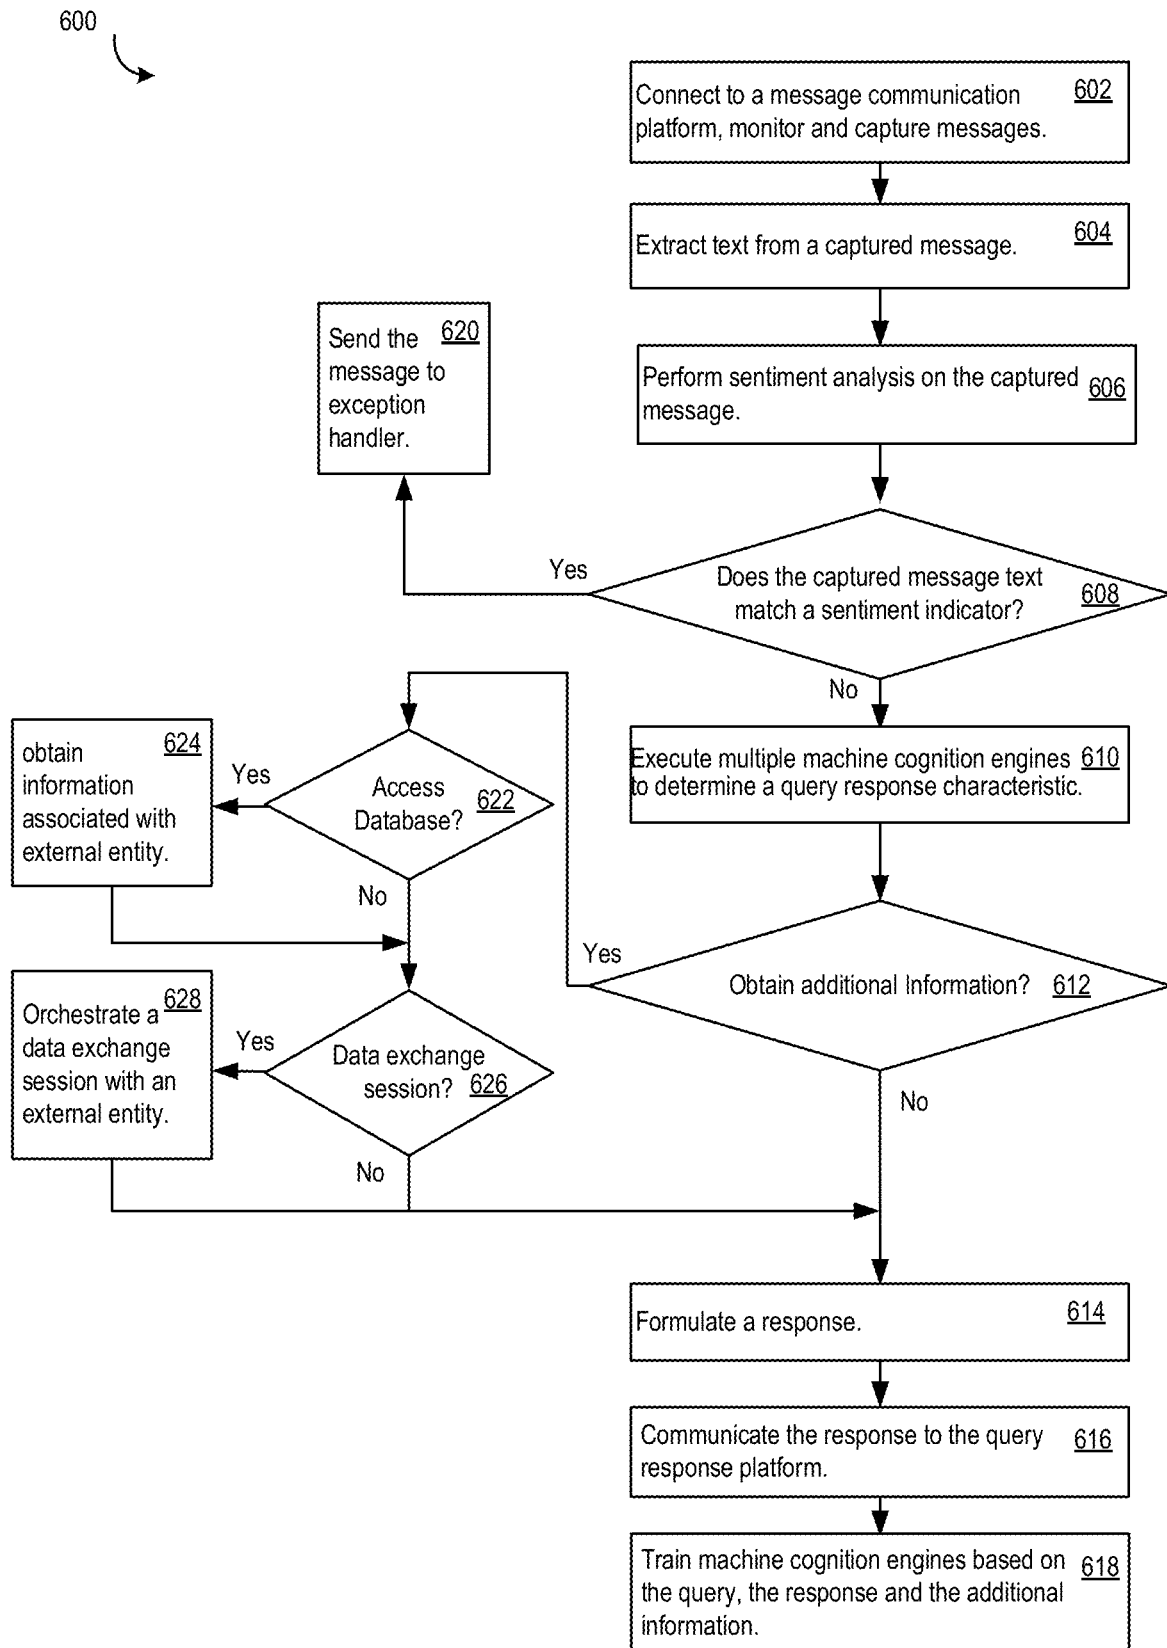 600
Connect to a message communication 602
platform, monitor and capture messages.
Extract text from a captured message. 604
Send the 620
message to
exception
handler.
Perform sentiment analysis on the captured
message. 606
Yes
Does the captured message text
match a sentiment indicator? 608
No
obtain 624
information
associated with
external entity.
Yes
Access
Database? 622
No
Execute multiple machine cognition engines 610
to determine a query response characteristic.
Yes
Obtain additional Information? 612
No
Orchestrate a 628
data exchange
session with an
external entity.
Yes
Data exchange
session? 626
No
Formulate a response. 614
Communicate the response to the query 616
response platform.
Train machine cognition engines based on 618
the query, the response and the additional
information.